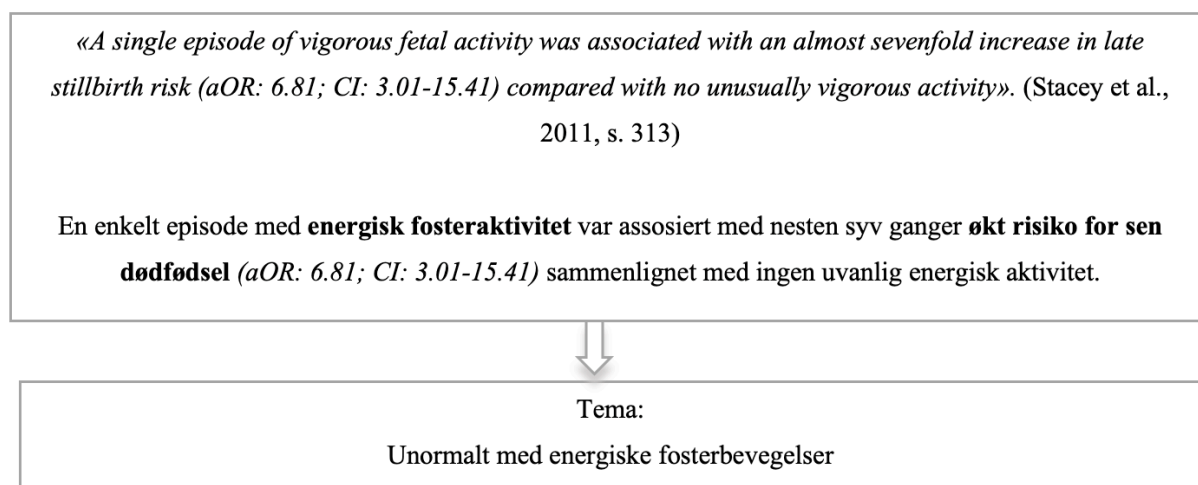 «A single episode of vigorous fetal activity was associated with an almost sevenfold increase in late
stillbirth risk (aOR: 6.81; CI: 3.01-15.41) compared with no unusually vigorous activity». (Stacey et al.,
2011, s. 313)
En enkelt episode med energisk fosteraktivitet var assosiert med nesten syv ganger økt risiko for sen
dødfødsel (aOR: 6.81; CI: 3.01-15.41) sammenlignet med ingen uvanlig energisk aktivitet.
Tema:
Unormalt med energiske fosterbevegelser